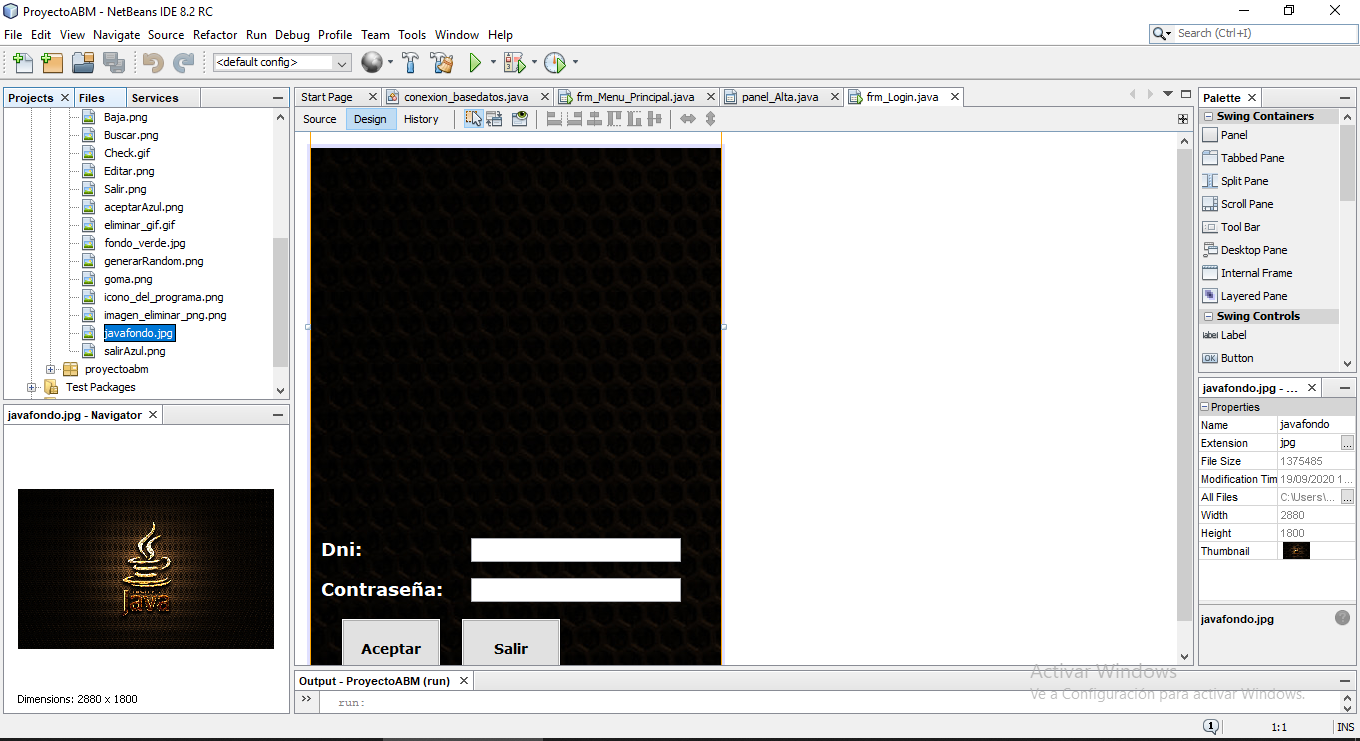 ProyectoABM - NetBeans IDE 8.2 RC
File Edit View Navigate Source Refactor Run Debug Profile Team Tools Window Help
Search (Ctrl+I)
<default config>
Projects Files Services
Baja.png
Buscar.png
Check.gif
Editar.png
Salir.png
aceptarAzul.png
eliminar_gif.gif
fondo_verde.jpg
generarRandom.png
goma.png
icono_del_programa.png
imagen_eliminar_png.png
javafondo.jpg
salirAzul.png
proyectoabm
Test Packages
javafondo.jpg - Navigator
Java
Dimensions: 2880 x 1800
Start Page conexion_basedatos.java frm_Menu_Principal.java panel_Alta.java frm_Login.java
Source Design History
Dni:
Contraseña:
Aceptar Salir
Output - ProyectoABM (run)
>>
run:
Palette
Swing Containers
Panel
Tabbed Pane
Split Pane
Scroll Pane
Tool Bar
Desktop Pane
Internal Frame
Layered Pane
Swing Controls
label Label
OK Button
javafondo.jpg - ...
Properties
Name javafondo
Extension jpg ...
File Size 1375485
Modification Tim 19/09/2020 1...
All Files C:\Users\... ...
Width 2880
Height 1800
Thumbnail
javafondo.jpg ?
Activar Windows
Ve a Configuración para activar Windows.
1 1:1 INS